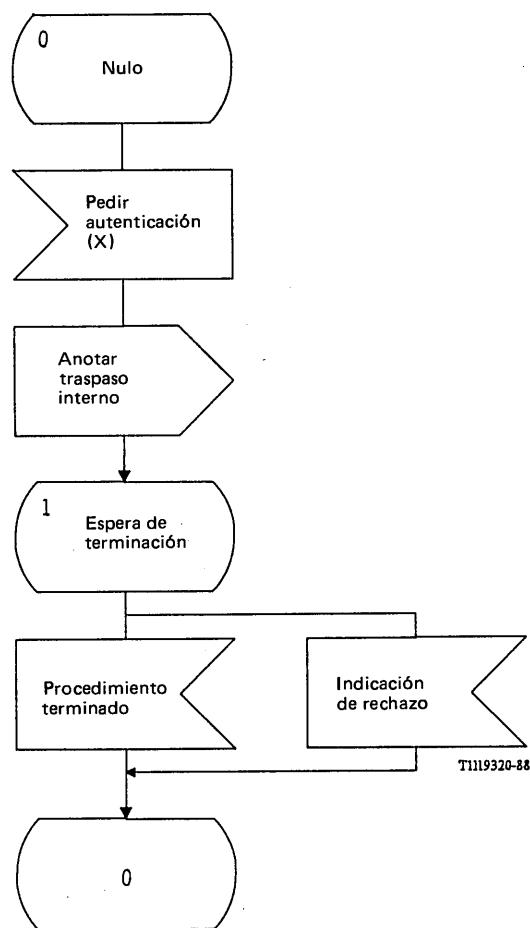 0
Nulo
Pedir
autenticación
(X)
Anotar
traspaso
interno
1
Espera de
terminación
Procedimiento
terminado
Indicación
de rechazo
T1119320-88
0